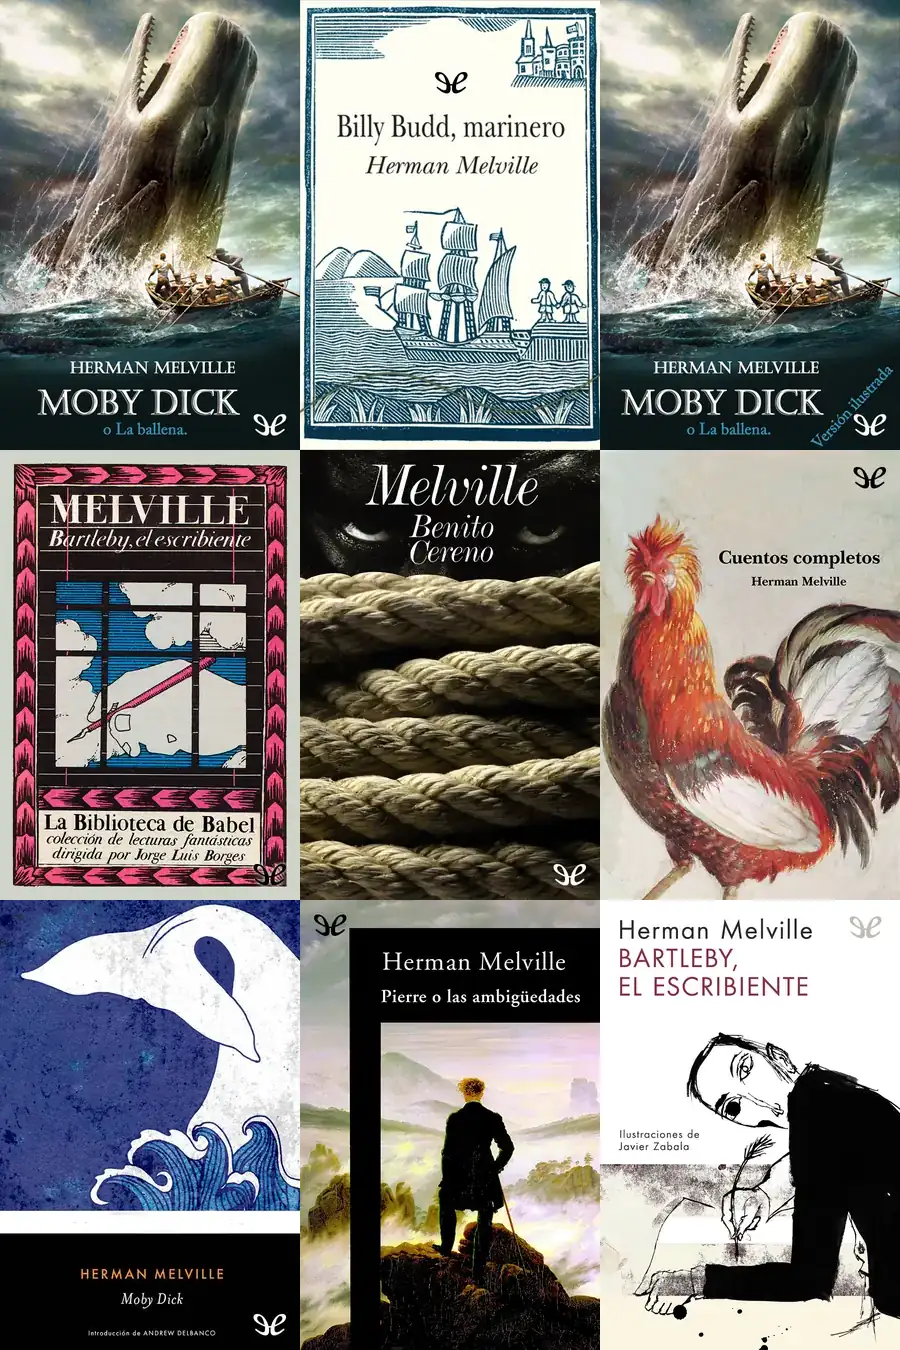 HERMAN MELVILLE
MOBY DICK
o La ballena.
Billy Budd, marinero
Herman Melville
HERMAN MELVILLE
MOBY DICK
o La ballena.
Versión ilustrada
MELVILLE
Bartleby, el escribiente
La Biblioteca de Babel
colección de lecturas fantásticas
dirigida por Jorge Luis Borges
Melville
Benito
Cereno
Cuentos completos
Herman Melville
HERMAN MELVILLE
Moby Dick
Introducción de ANDREW DELBANCO
Herman Melville
Pierre o las ambigüedades
Herman Melville
BARTLEBY,
EL ESCRIBIENTE
Ilustraciones de
Javier Zabala